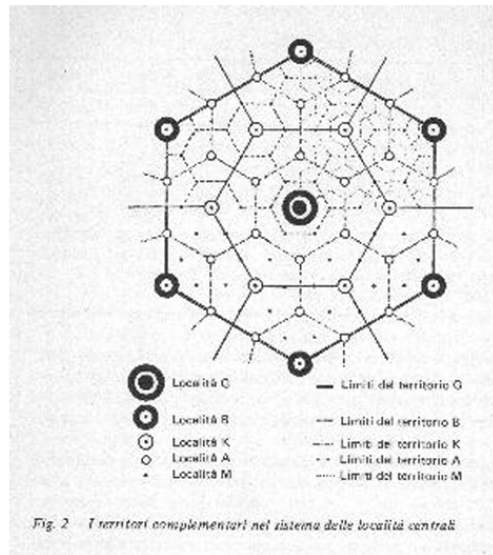 Località G
Località B
Località K
Località A
Località M
Limiti del territorio G
Limiti del territorio B
Limiti del territorio K
Limiti del territorio A
Limiti del territorio M
Fig. 2 - I territori complementari nel sistema delle località centrali